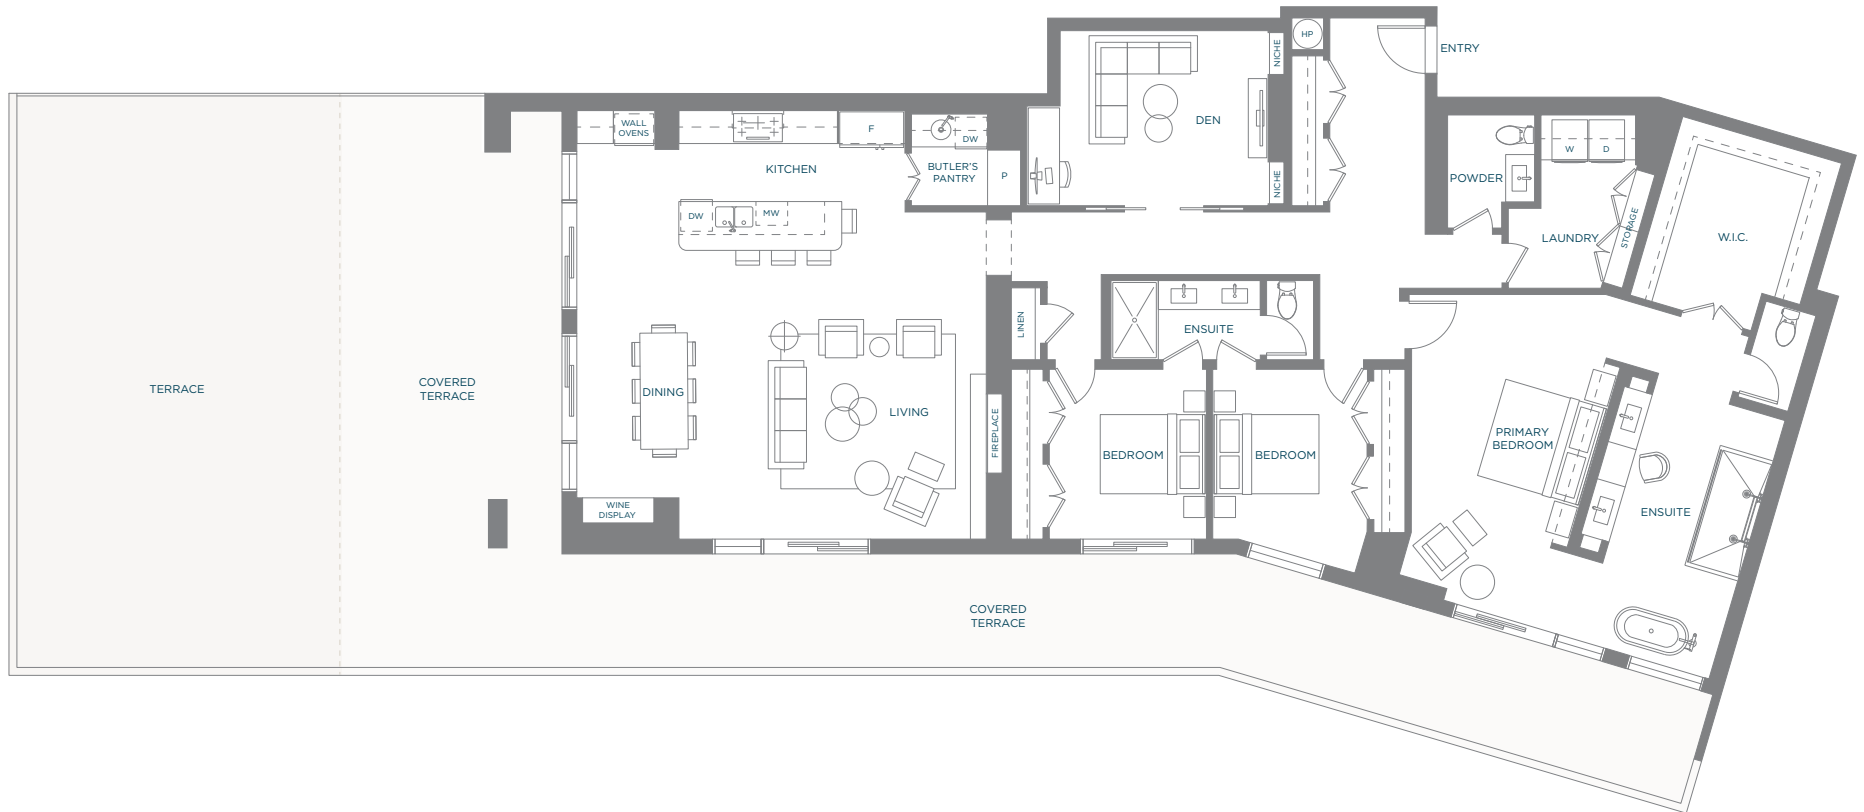 HP
ENTRY
NICHE
DEN
WALL
OVENS
F
DW
KITCHEN
BUTLER'S
PANTRY
P
NICHE
POWDER
W
D
DW
MW
STORAGE
LAUNDRY
W.I.C.
LINEN
ENSUITE
TERRACE
COVERED
TERRACE
DINING
LIVING
FIREPLACE
BEDROOM
BEDROOM
PRIMARY
BEDROOM
WINE
DISPLAY
ENSUITE
COVERED
TERRACE